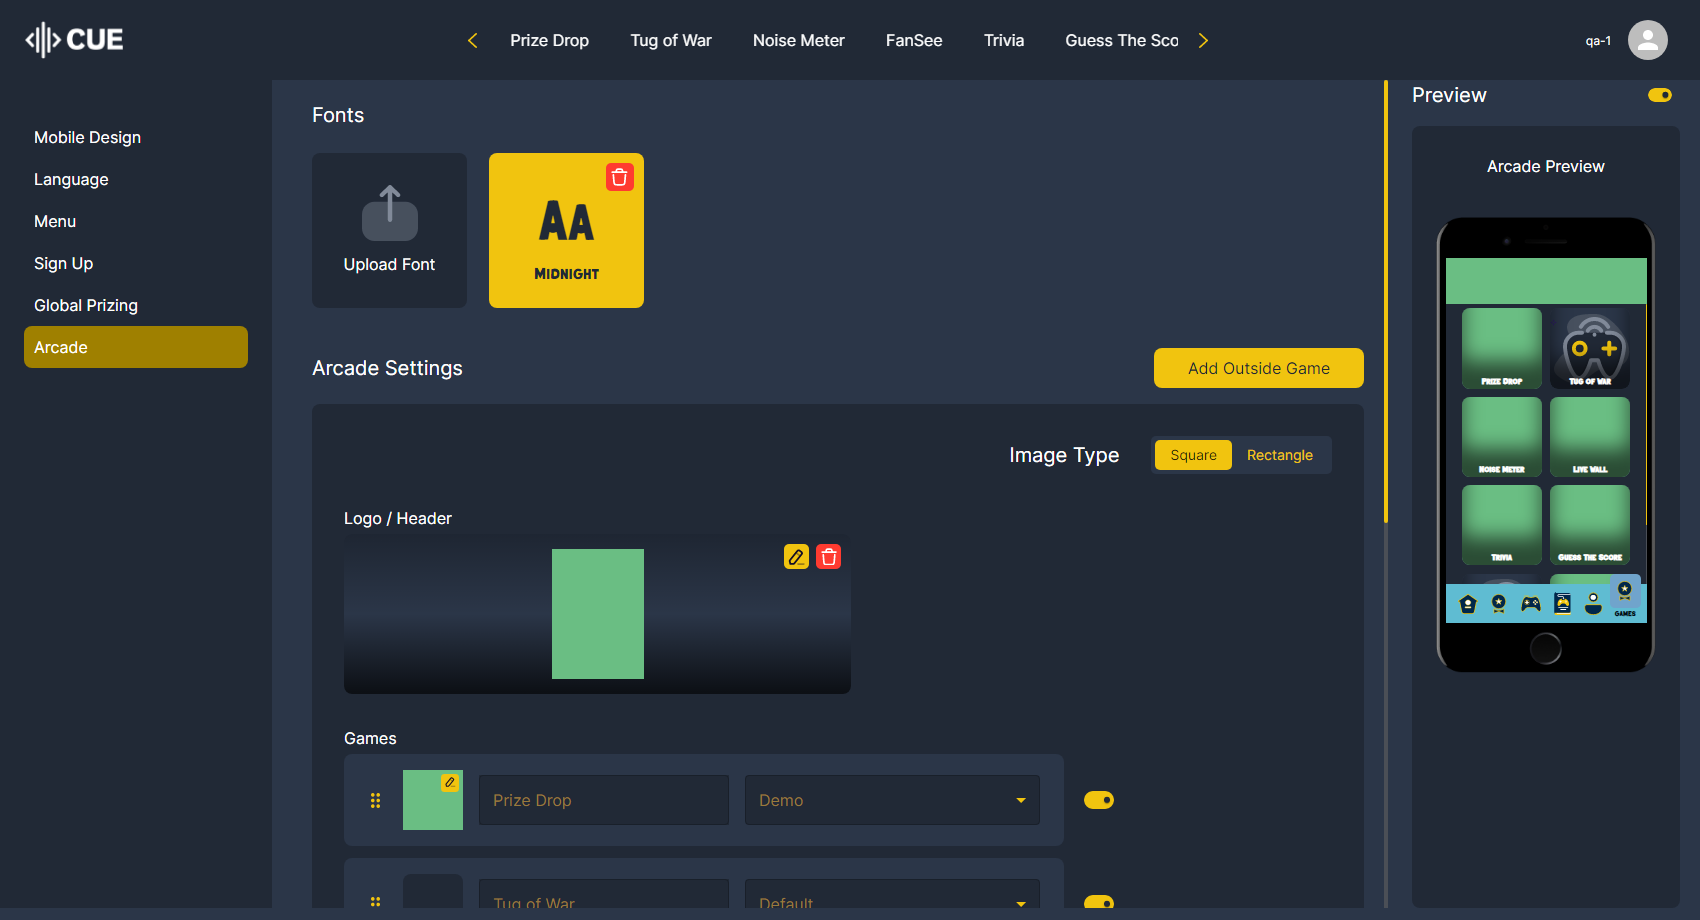 CUE
Prize Drop
Tug of War
Noise Meter
FanSee
Trivia
Guess The Sco
qa-1
Mobile Design
Language
Menu
Sign Up
Global Prizing
Arcade
Fonts
Upload Font
AA
MIDNIGHT
Arcade Settings
Add Outside Game
Image Type
Square
Rectangle
Logo / Header
Games
Prize Drop
Demo
Tug of War
Default
Preview
Arcade Preview
PRIZE DROP
TUG OF WAR
NOISE METER
LIVE WALL
TRIVIA
GUESS THE SCORE
GAMES